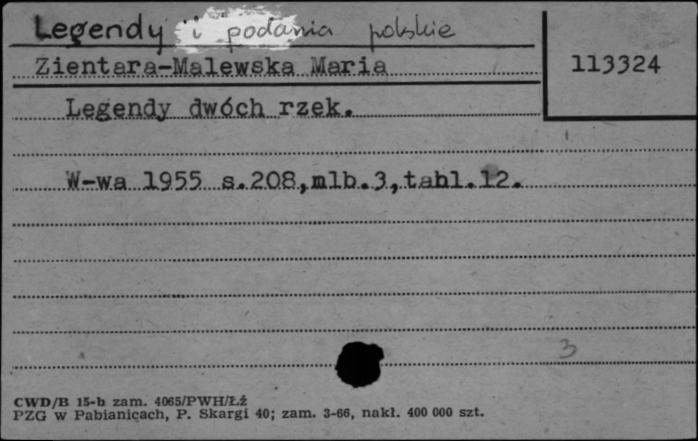 Legendy i podania polskie
Zientara-Malewska Maria
113324
Legendy dwóch rzek.
W-wa 1955 s.208,mlb.3,tabl.12.
3
CWD/B 15-b zam. 4065/PWH/Łż
PZG w Pabianicach, P. Skargi 40; zam. 3-66, nakł. 400 000 szt.